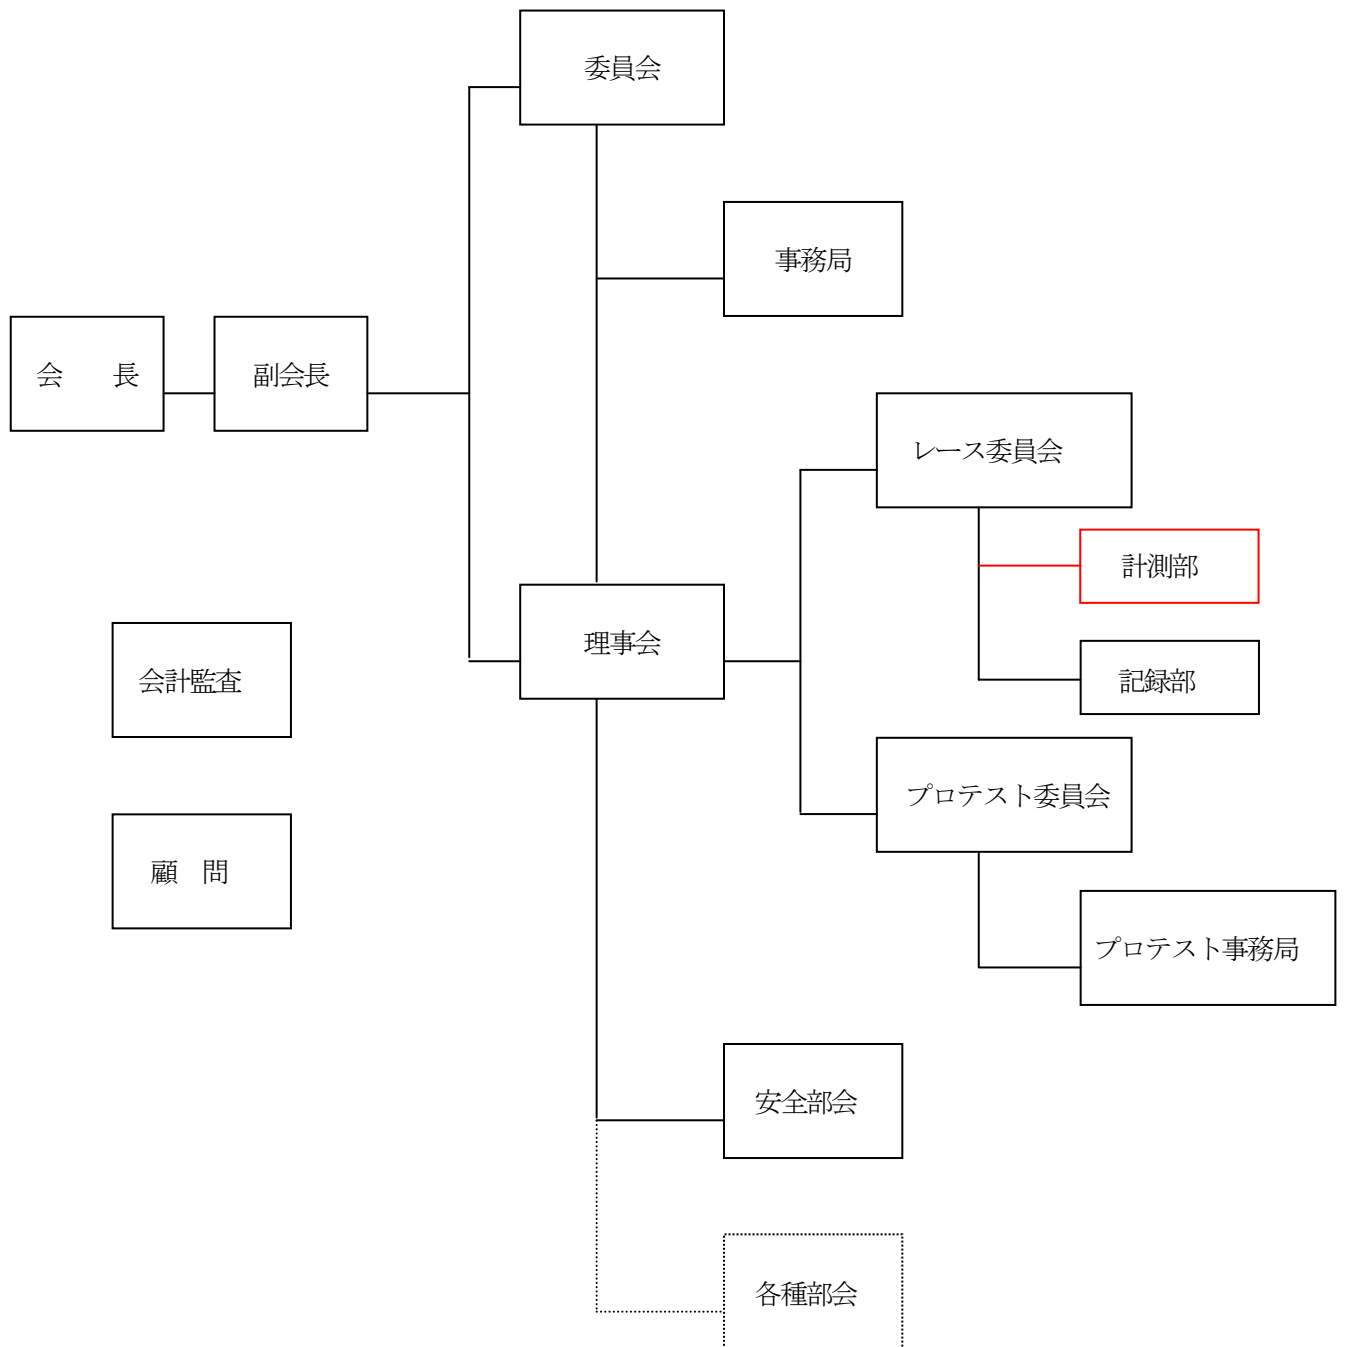 委員会
事務局
会　　長
副会長
レース委員会
計測部
理事会
会計監査
記録部
プロテスト委員会
顧　問
プロテスト事務局
安全部会
各種部会